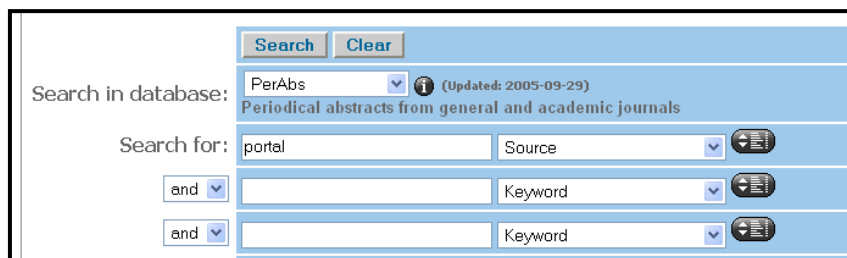 Search Clear
Search in database: PerAbs (Updated: 2005-09-29)
Periodical abstracts from general and academic journals
Search for: portal Source
and Keyword
and Keyword